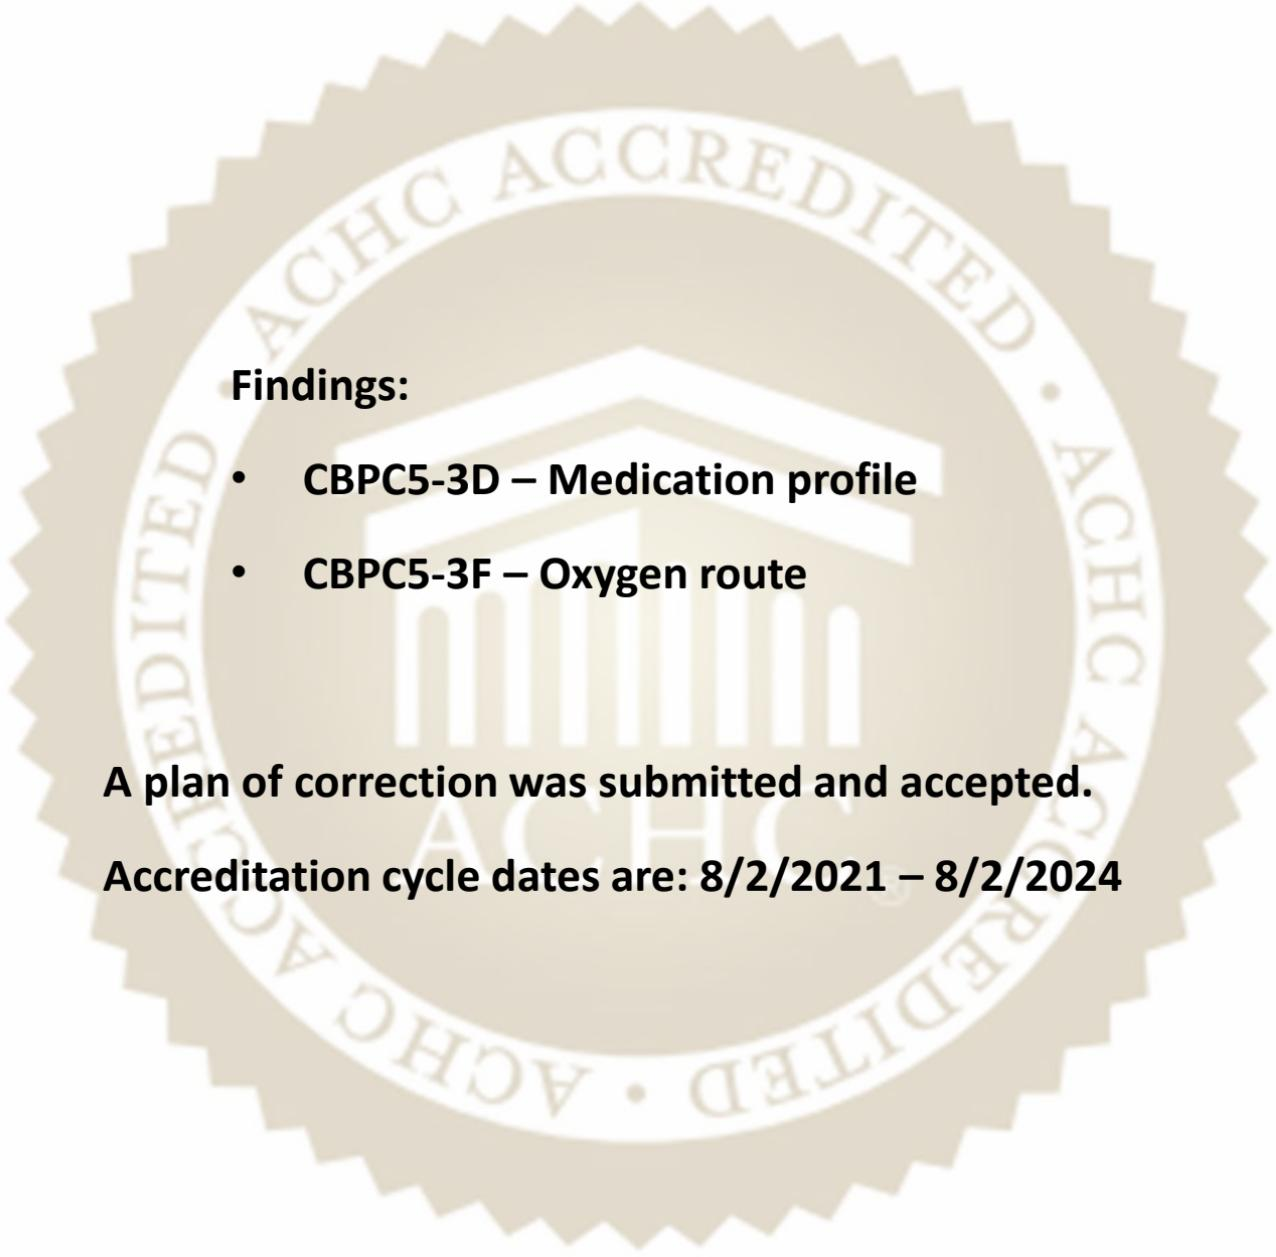 ACHC ACCREDITED • ACHC ACCREDITED • ACHC ACCREDITED
Findings:
• CBPC5-3D – Medication profile
• CBPC5-3F – Oxygen route
A plan of correction was submitted and accepted.
ACHC
Accreditation cycle dates are: 8/2/2021 – 8/2/2024
®